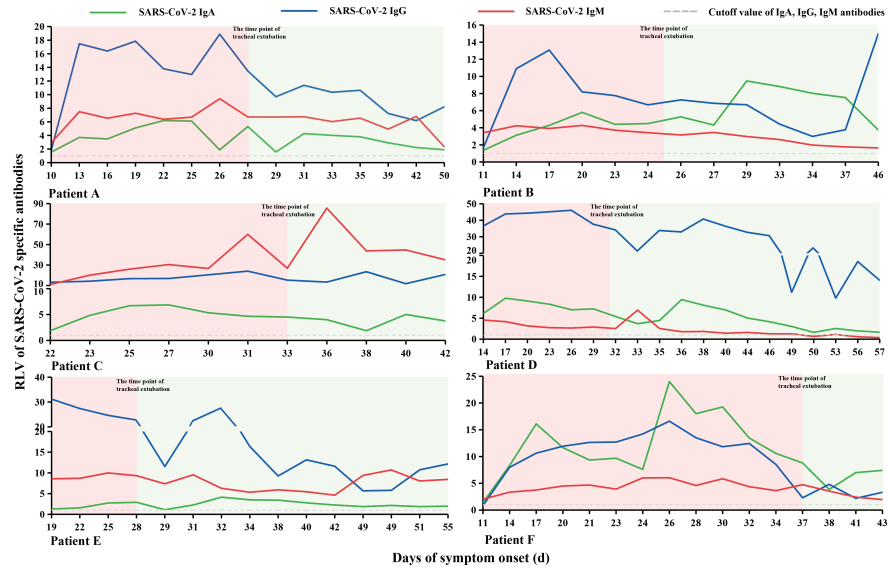 SARS-CoV-2 IgA
SARS-CoV-2 IgG
SARS-CoV-2 IgM
Cutoff value of IgA, IgG, IgM antibodies
RLV of SARS-CoV-2 specific antibodies
The time point of
tracheal extubation
20
18
16
14
12
10
8
6
4
2
0
10 13 16 19 22 25 26 28 29 31 33 35 39 42 50
Patient A
The time point of
tracheal extubation
16
14
12
10
8
6
4
2
0
11 14 17 20 23 24 26 27 29 33 34 37 46
Patient B
The time point of
tracheal extubation
90
70
50
30
10
10
5
0
22 23 25 27 30 31 33 36 38 40 42
Patient C
The time point of
tracheal extubation
50
40
30
20
20
15
10
5
0
14 17 20 23 26 29 32 33 35 36 38 40 44 46 49 50 53 56 57
Patient D
The time point of
tracheal extubation
40
30
20
20
15
10
5
0
19 22 25 28 29 31 32 34 38 40 42 49 49 51 55
Patient E
The time point of
tracheal extubation
25
20
15
10
5
0
11 14 17 20 21 23 24 26 28 30 33 34 37 38 41 43
Patient F
Days of symptom onset (d)